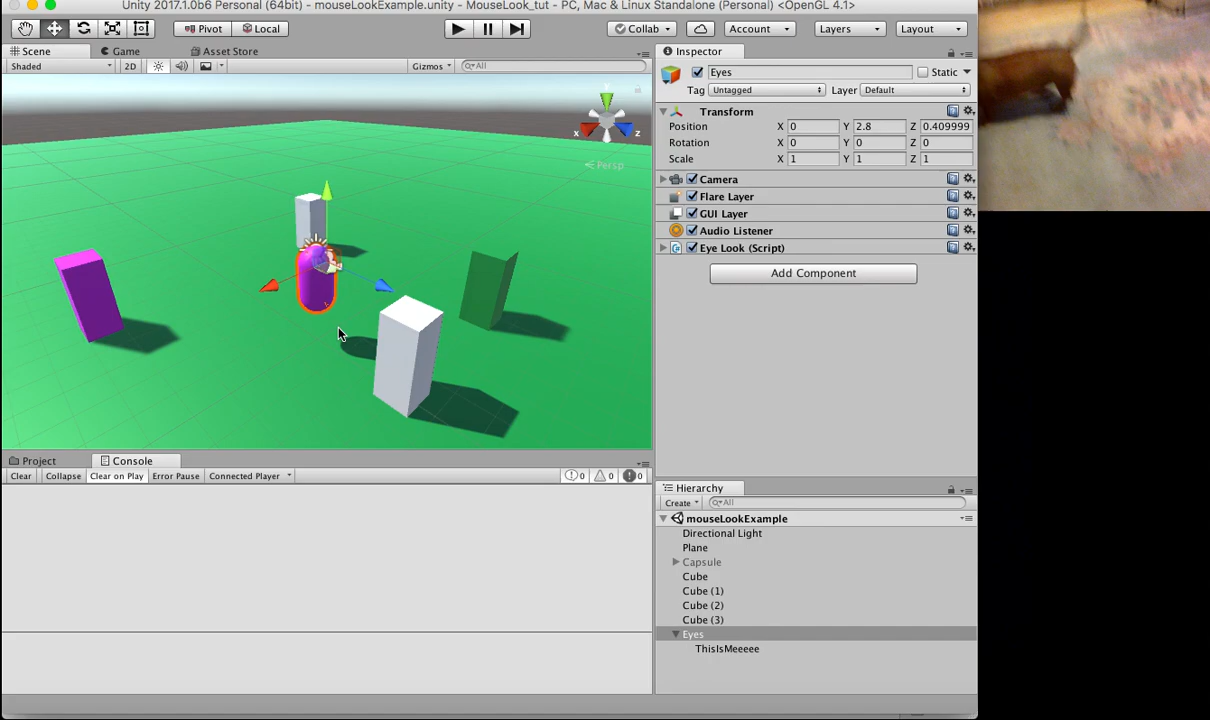 Unity 2017.1.0b6 Personal (64bit) - mouseLookExample.unity - MouseLook_tut - PC, Mac & Linux Standalone (Personal) <OpenGL 4.1>
Pivot Local Collab Account Layers Layout
Scene Game Asset Store
Shaded 2D Gizmos All
x z
Persp
Inspector
Eyes Static
Tag Untagged Layer Default
Transform
Position X 0 Y 2.8 Z 0.409999
Rotation X 0 Y 0 Z 0
Scale X 1 Y 1 Z 1
Camera
Flare Layer
GUI Layer
Audio Listener
Eye Look (Script)
Add Component
Project Console
Clear Collapse Clear on Play Error Pause Connected Player 0 0 0
Hierarchy
Create All
mouseLookExample
Directional Light
Plane
Capsule
Cube
Cube (1)
Cube (2)
Cube (3)
Eyes
ThisIsMeeeee